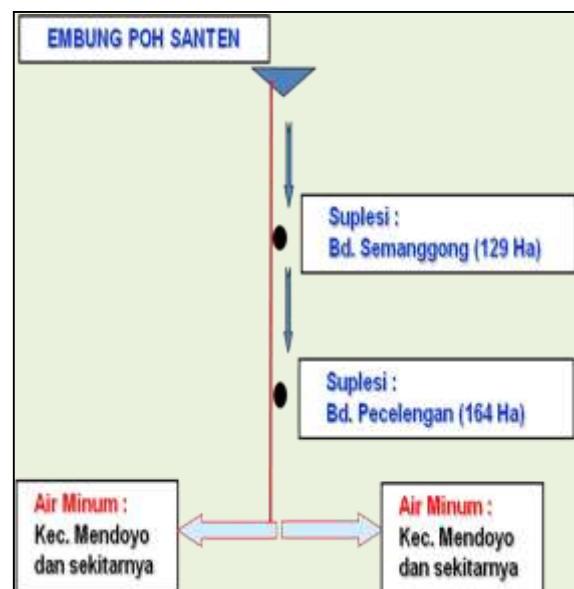 EMBUNG POH SANTEN
Suplesi :
Bd. Semanggong (129 Ha)
Suplesi :
Bd. Pecelengan (164 Ha)
Air Minum :
Kec. Mendoyo
dan sekitarnya
Air Minum :
Kec. Mendoyo
dan sekitarnya